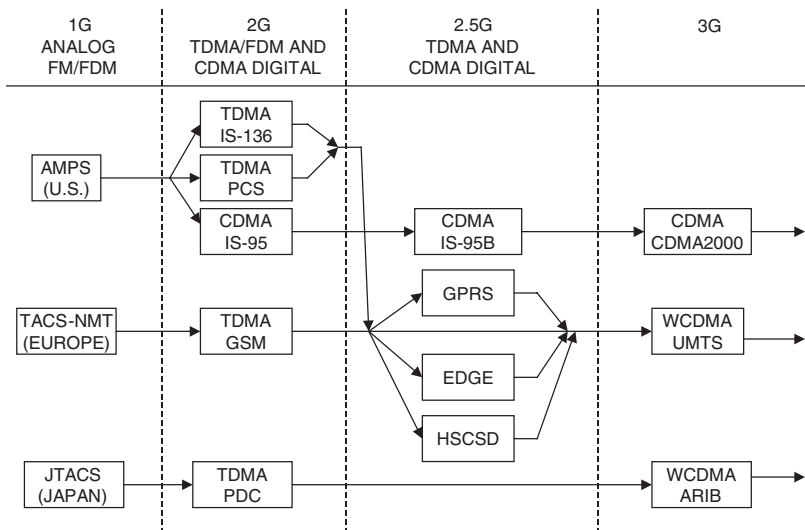 1G
ANALOG
FM/FDM
2G
TDMA/FDM AND
CDMA DIGITAL
2.5G
TDMA AND
CDMA DIGITAL
3G
TDMA
IS-136
AMPS
(U.S.)
TDMA
PCS
CDMA
IS-95
CDMA
IS-95B
CDMA
CDMA2000
GPRS
TACS-NMT
(EUROPE)
TDMA
GSM
WCDMA
UMTS
EDGE
HSCSD
JTACS
(JAPAN)
TDMA
PDC
WCDMA
ARIB